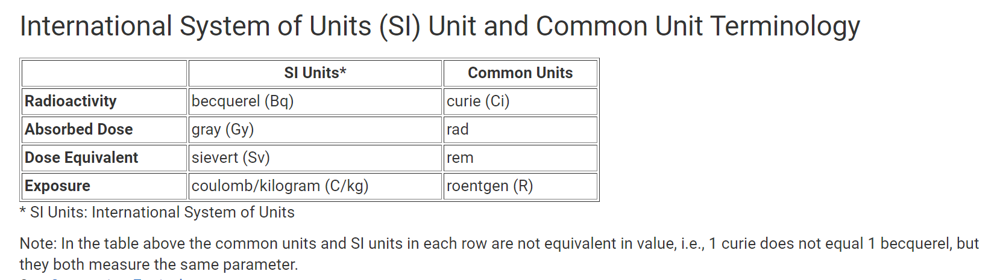 International System of Units (SI) Unit and Common Unit Terminology
SI Units* Common Units
Radioactivity becquerel (Bq) curie (Ci)
Absorbed Dose gray (Gy) rad
Dose Equivalent sievert (Sv) rem
Exposure coulomb/kilogram (C/kg) roentgen (R)
* SI Units: International System of Units
Note: In the table above the common units and SI units in each row are not equivalent in value, i.e., 1 curie does not equal 1 becquerel, but
they both measure the same parameter.